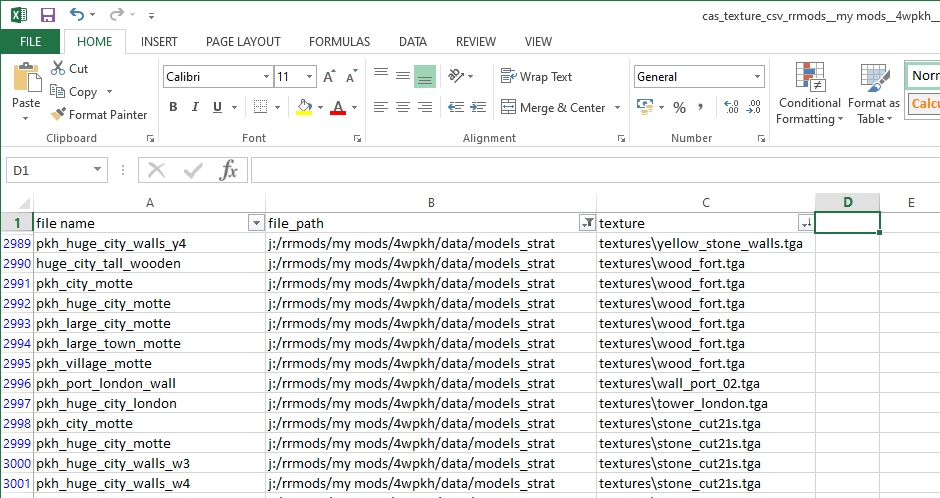 cas_texture_csv_rrmods__my mods__4wpkh__
FILE HOME INSERT PAGE LAYOUT FORMULAS DATA REVIEW VIEW
Paste
Cut
Copy
Format Painter
Clipboard
Calibri 11
B I U
Font
Wrap Text
Merge & Center
Alignment
General
% ,
Number
Conditional Formatting
Format as Table
Norr
Calcu
D1 fx
A B C D E
1 file name file_path texture
2989 pkh_huge_city_walls_y4 j:/rrmods/my mods/4wpkh/data/models_strat textures\yellow_stone_walls.tga
2990 huge_city_tall_wooden j:/rrmods/my mods/4wpkh/data/models_strat textures\wood_fort.tga
2991 pkh_city_motte j:/rrmods/my mods/4wpkh/data/models_strat textures\wood_fort.tga
2992 pkh_huge_city_motte j:/rrmods/my mods/4wpkh/data/models_strat textures\wood_fort.tga
2993 pkh_large_city_motte j:/rrmods/my mods/4wpkh/data/models_strat textures\wood_fort.tga
2994 pkh_large_town_motte j:/rrmods/my mods/4wpkh/data/models_strat textures\wood_fort.tga
2995 pkh_village_motte j:/rrmods/my mods/4wpkh/data/models_strat textures\wood_fort.tga
2996 pkh_port_london_wall j:/rrmods/my mods/4wpkh/data/models_strat textures\wall_port_02.tga
2997 pkh_huge_city_london j:/rrmods/my mods/4wpkh/data/models_strat textures\tower_london.tga
2998 pkh_city_motte j:/rrmods/my mods/4wpkh/data/models_strat textures\stone_cut21s.tga
2999 pkh_huge_city_motte j:/rrmods/my mods/4wpkh/data/models_strat textures\stone_cut21s.tga
3000 pkh_huge_city_walls_w3 j:/rrmods/my mods/4wpkh/data/models_strat textures\stone_cut21s.tga
3001 pkh_huge_city_walls_w4 j:/rrmods/my mods/4wpkh/data/models_strat textures\stone_cut21s.tga